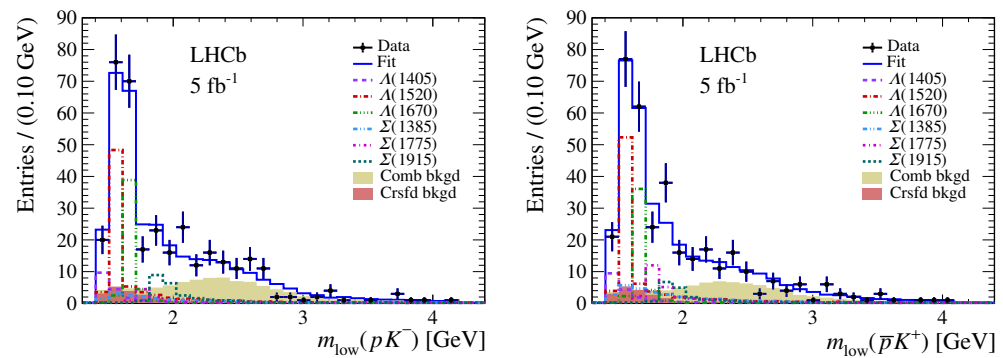 Entries / (0.10 GeV)
90
80
70
60
50
40
30
20
10
0
LHCb
5 fb⁻¹
Data
Fit
Λ(1405)
Λ(1520)
Λ(1670)
Σ(1385)
Σ(1775)
Σ(1915)
Comb bkgd
Crsfd bkgd
2 3 4
m_low(pK⁻) [GeV]
Entries / (0.10 GeV)
90
80
70
60
50
40
30
20
10
0
LHCb
5 fb⁻¹
Data
Fit
Λ(1405)
Λ(1520)
Λ(1670)
Σ(1385)
Σ(1775)
Σ(1915)
Comb bkgd
Crsfd bkgd
2 3 4
m_low(p̅K⁺) [GeV]